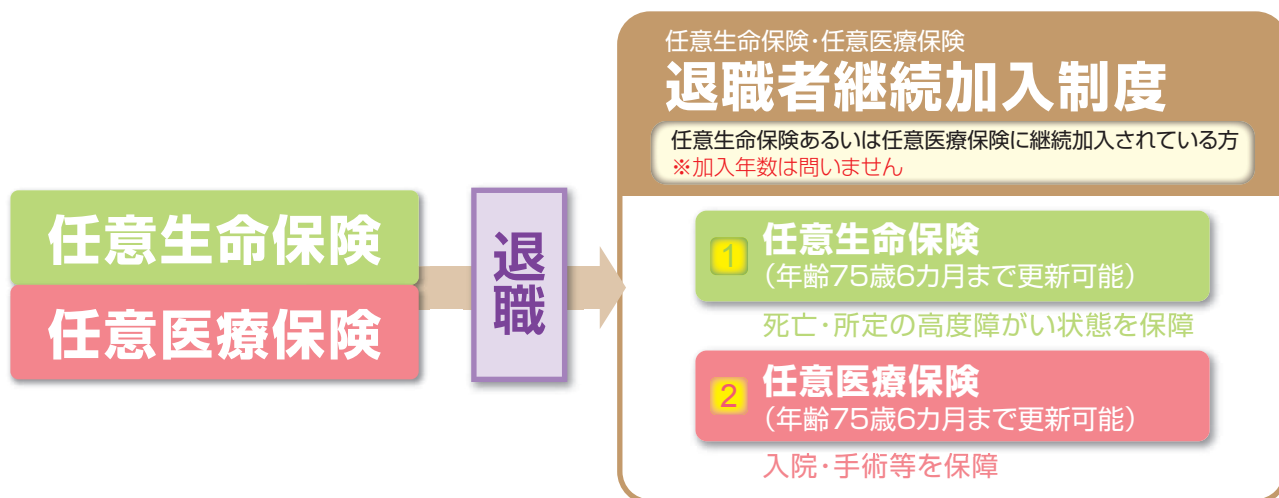 任意生命保険
任意医療保険
退職
任意生命保険・任意医療保険
退職者継続加入制度
任意生命保険あるいは任意医療保険に継続加入されている方
※加入年数は問いません
1 任意生命保険
（年齢75歳6カ月まで更新可能）
死亡・所定の高度障がい状態を保障
2 任意医療保険
（年齢75歳6カ月まで更新可能）
入院・手術等を保障